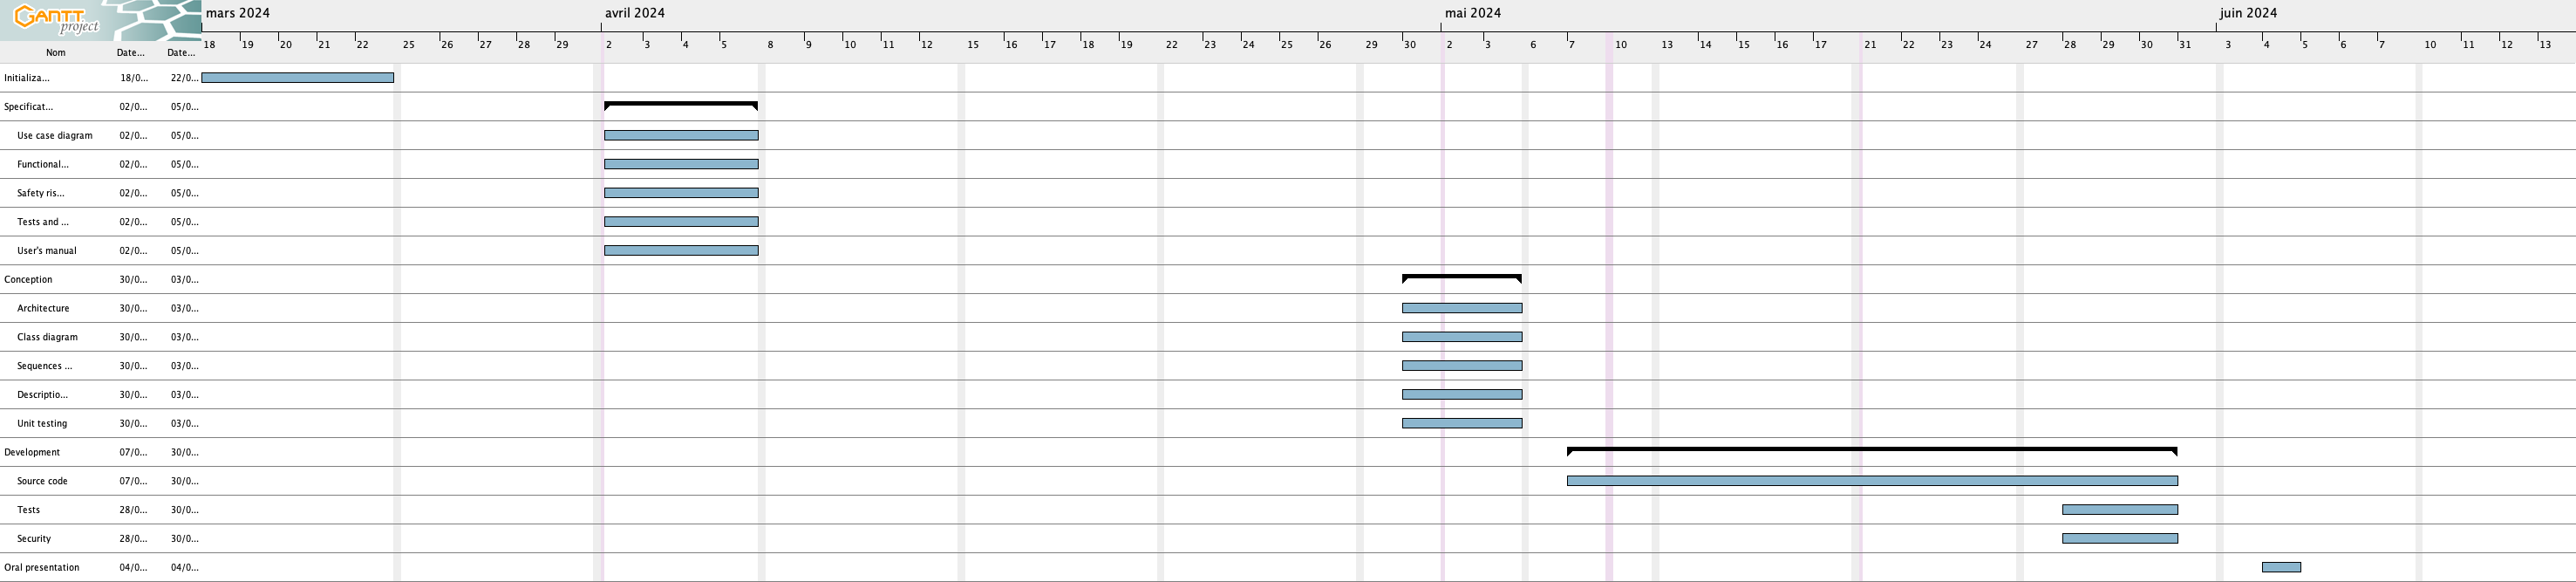 GANTT
project
mars 2024 avril 2024 mai 2024 juin 2024
Nom Date... Date... 18 19 20 21 22 25 26 27 28 29 2 3 4 5 8 9 10 11 12 15 16 17 18 19 22 23 24 25 26 29 30 2 3 6 7 10 13 14 15 16 17 21 22 23 24 27 28 29 30 31 3 4 5 6 7 10 11 12 13
Initializa... 18/0... 22/0...
Specificat... 02/0... 05/0...
Use case diagram 02/0... 05/0...
Functional... 02/0... 05/0...
Safety ris... 02/0... 05/0...
Tests and ... 02/0... 05/0...
User's manual 02/0... 05/0...
Conception 30/0... 03/0...
Architecture 30/0... 03/0...
Class diagram 30/0... 03/0...
Sequences ... 30/0... 03/0...
Descriptio... 30/0... 03/0...
Unit testing 30/0... 03/0...
Development 07/0... 30/0...
Source code 07/0... 30/0...
Tests 28/0... 30/0...
Security 28/0... 30/0...
Oral presentation 04/0... 04/0...